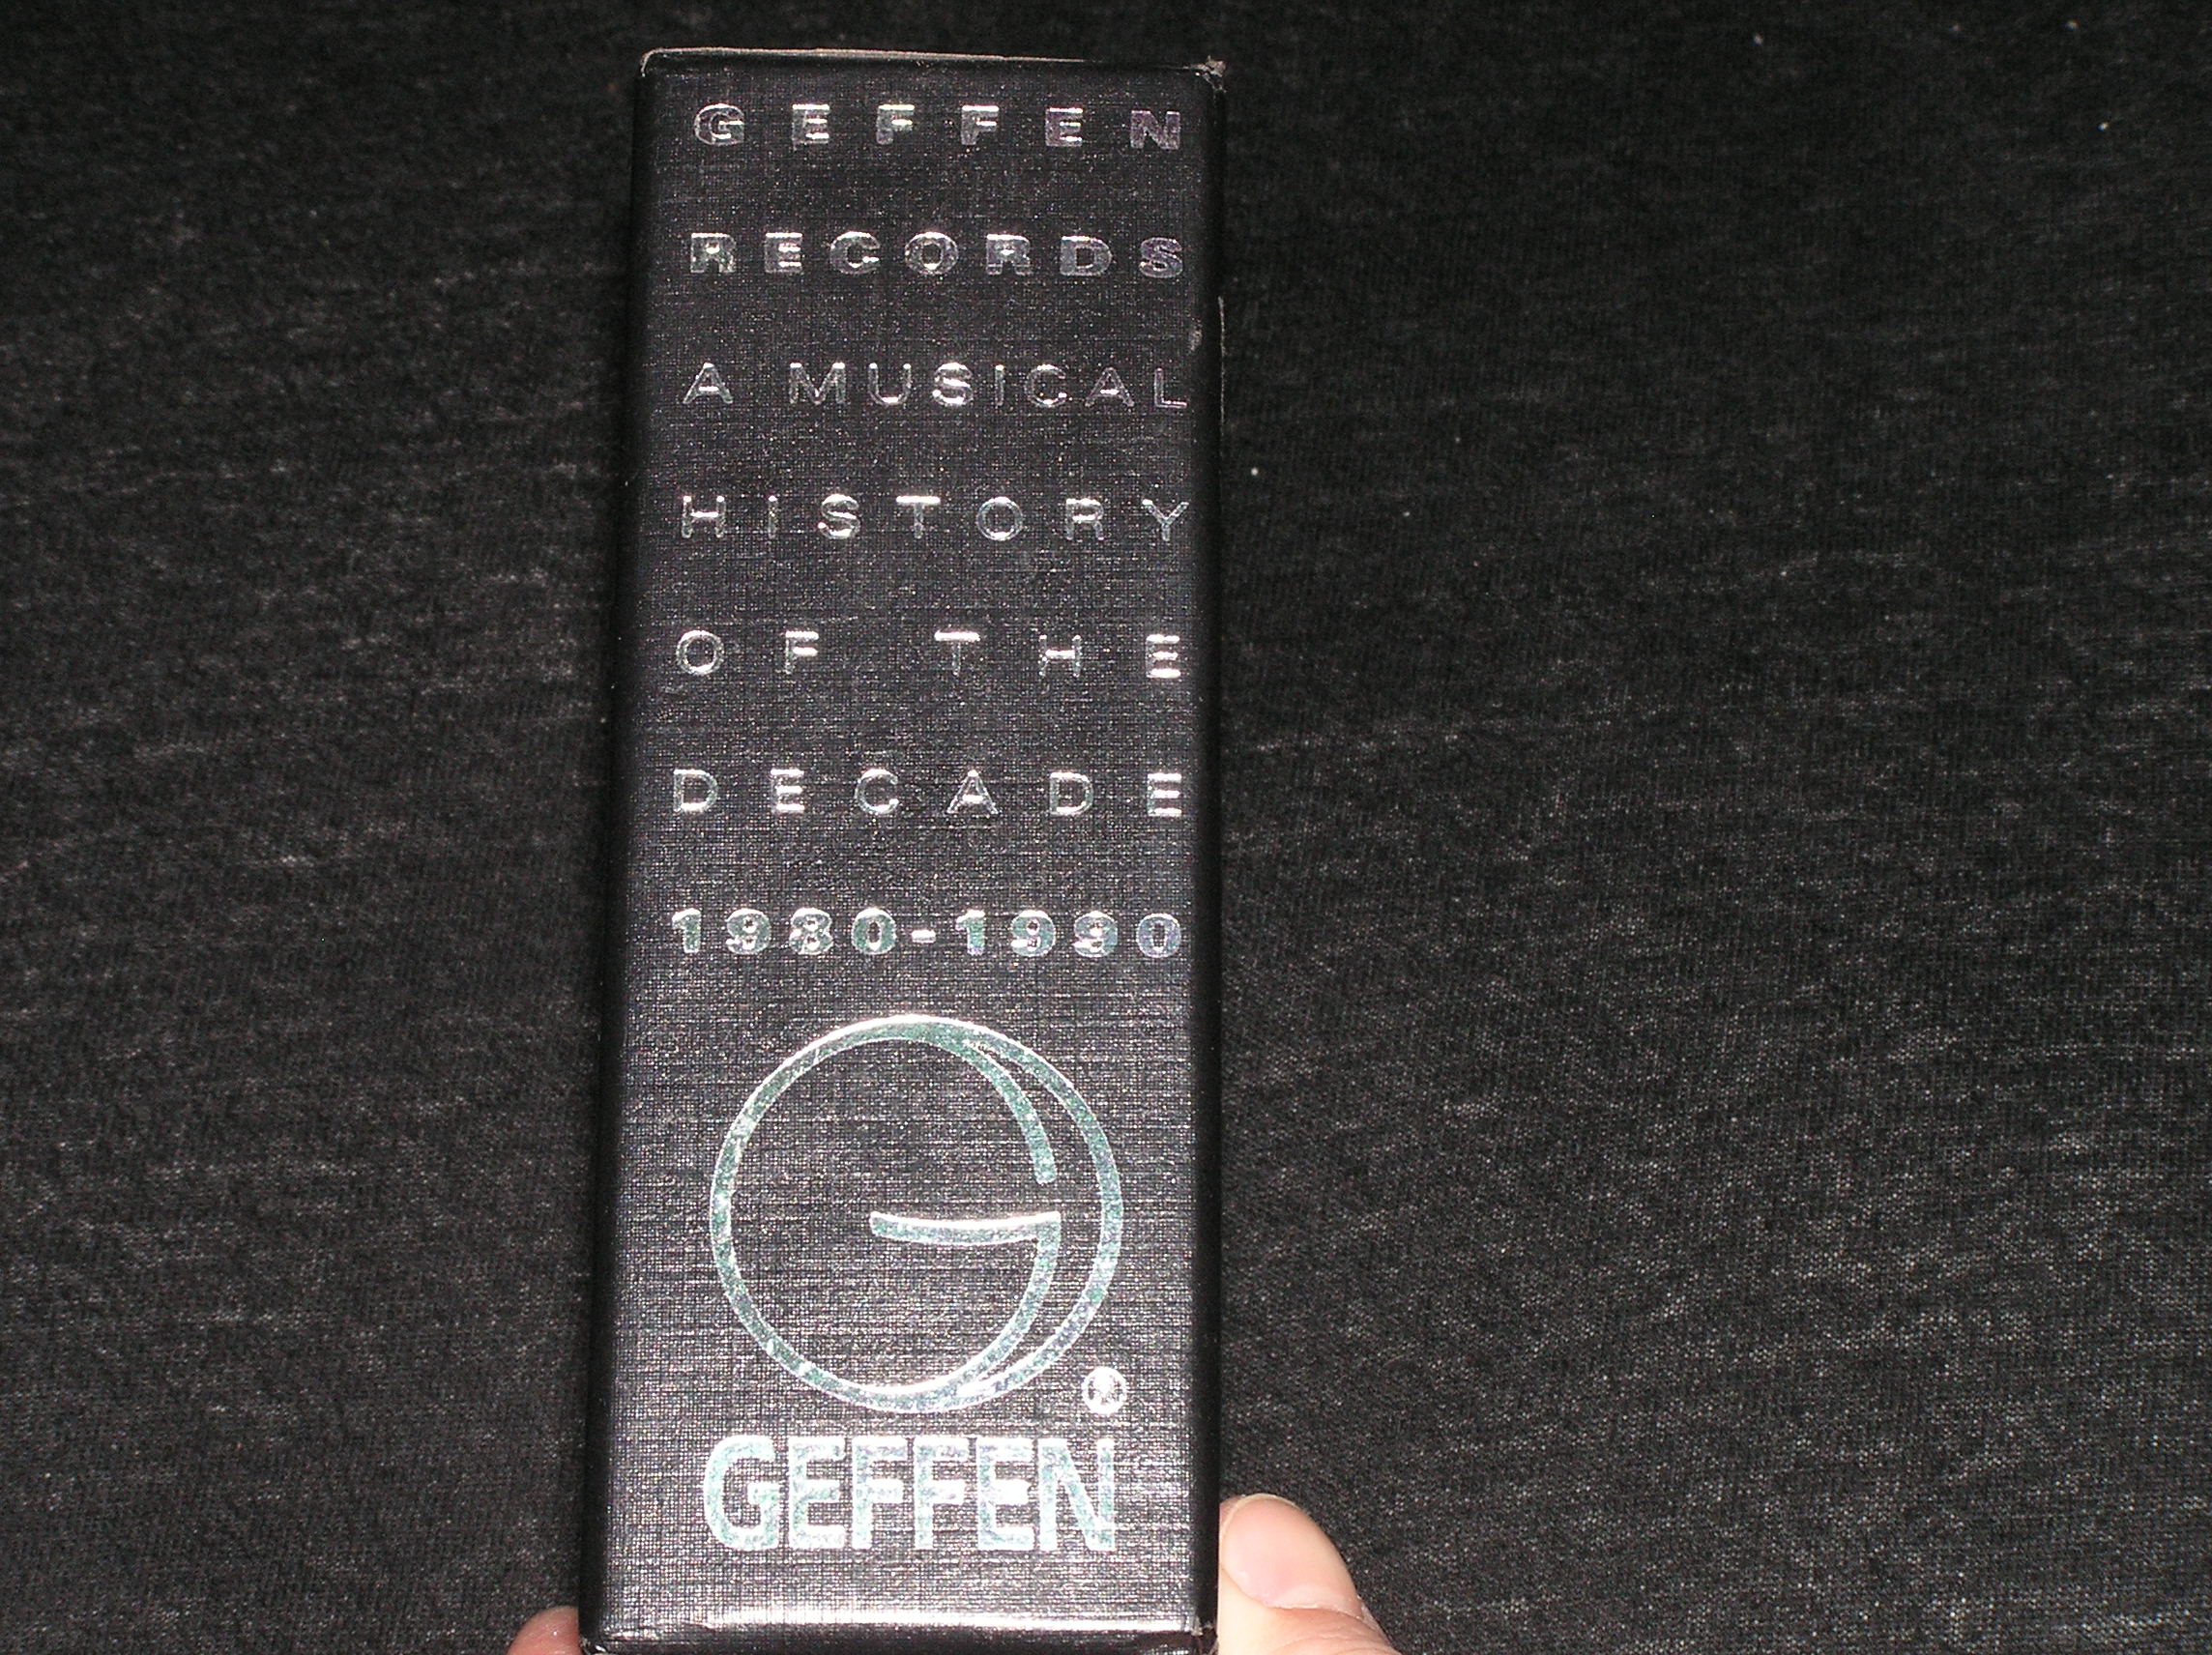 GEFFEN
RECORDS
A MUSICAL
HISTORY
OF THE
DECADE
1980-1990
G
®
GEFFEN